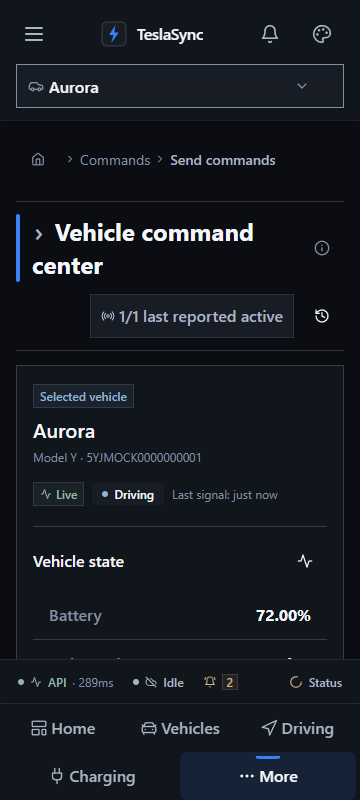 TeslaSync
Aurora
Commands
Send commands
Vehicle command
center
1/1 last reported active
Selected vehicle
Aurora
Model Y · 5YJMOCK0000000001
Live
Driving
Last signal: just now
Vehicle state
Battery
72.00%
API · 289ms
Idle
2
Status
Home
Vehicles
Driving
Charging
More